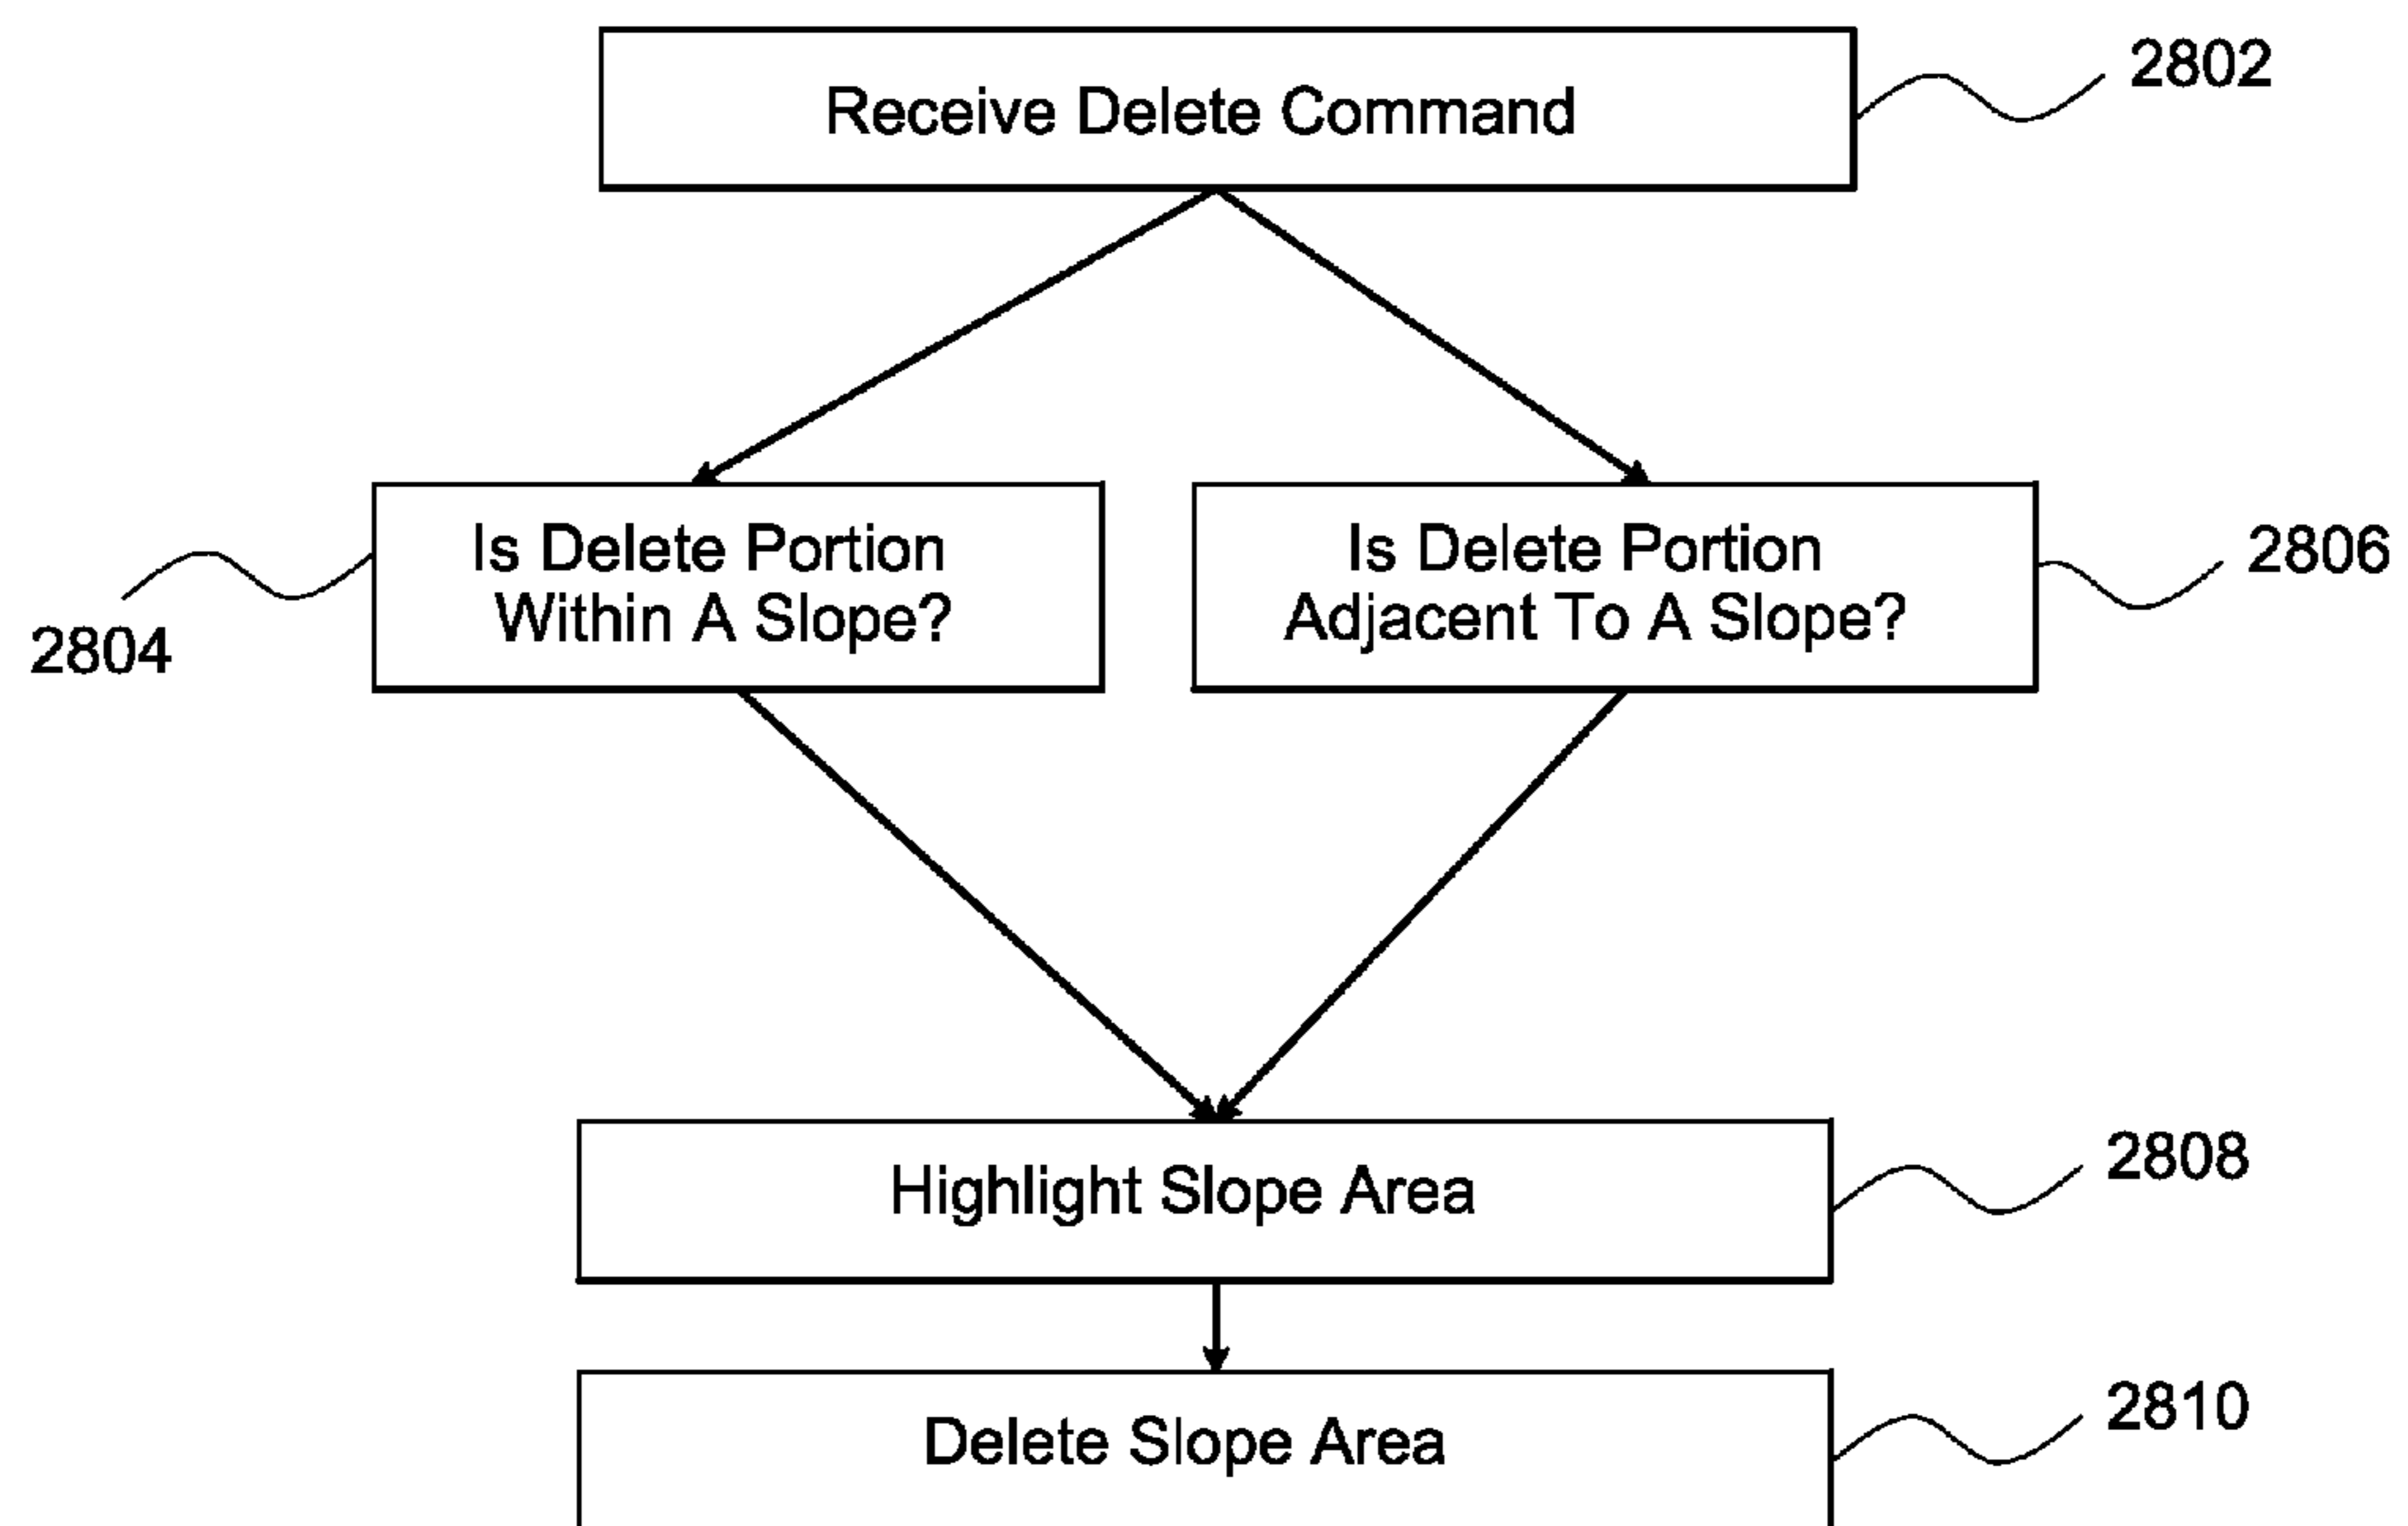 Receive Delete Command
2802
Is Delete Portion
Within A Slope?
2804
Is Delete Portion
Adjacent To A Slope?
2806
Highlight Slope Area
2808
Delete Slope Area
2810